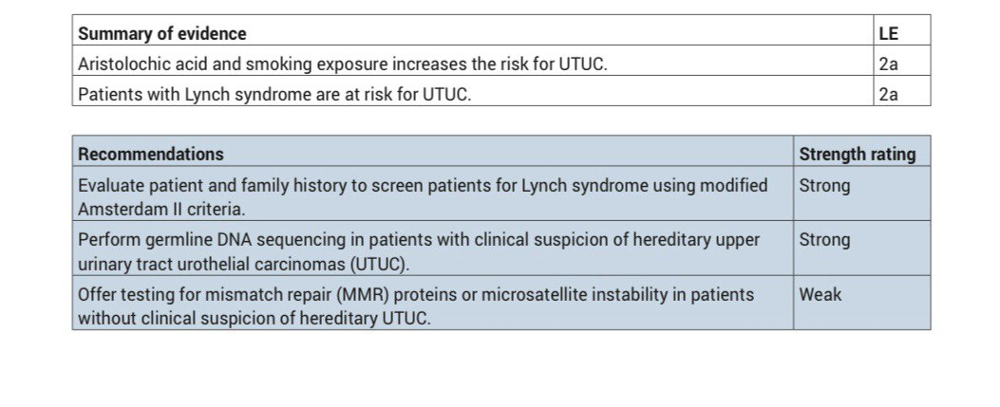 Summary of evidence LE
Aristolochic acid and smoking exposure increases the risk for UTUC. 2a
Patients with Lynch syndrome are at risk for UTUC. 2a
Recommendations Strength rating
Evaluate patient and family history to screen patients for Lynch syndrome using modified Strong
Amsterdam II criteria.
Perform germline DNA sequencing in patients with clinical suspicion of hereditary upper Strong
urinary tract urothelial carcinomas (UTUC).
Offer testing for mismatch repair (MMR) proteins or microsatellite instability in patients Weak
without clinical suspicion of hereditary UTUC.